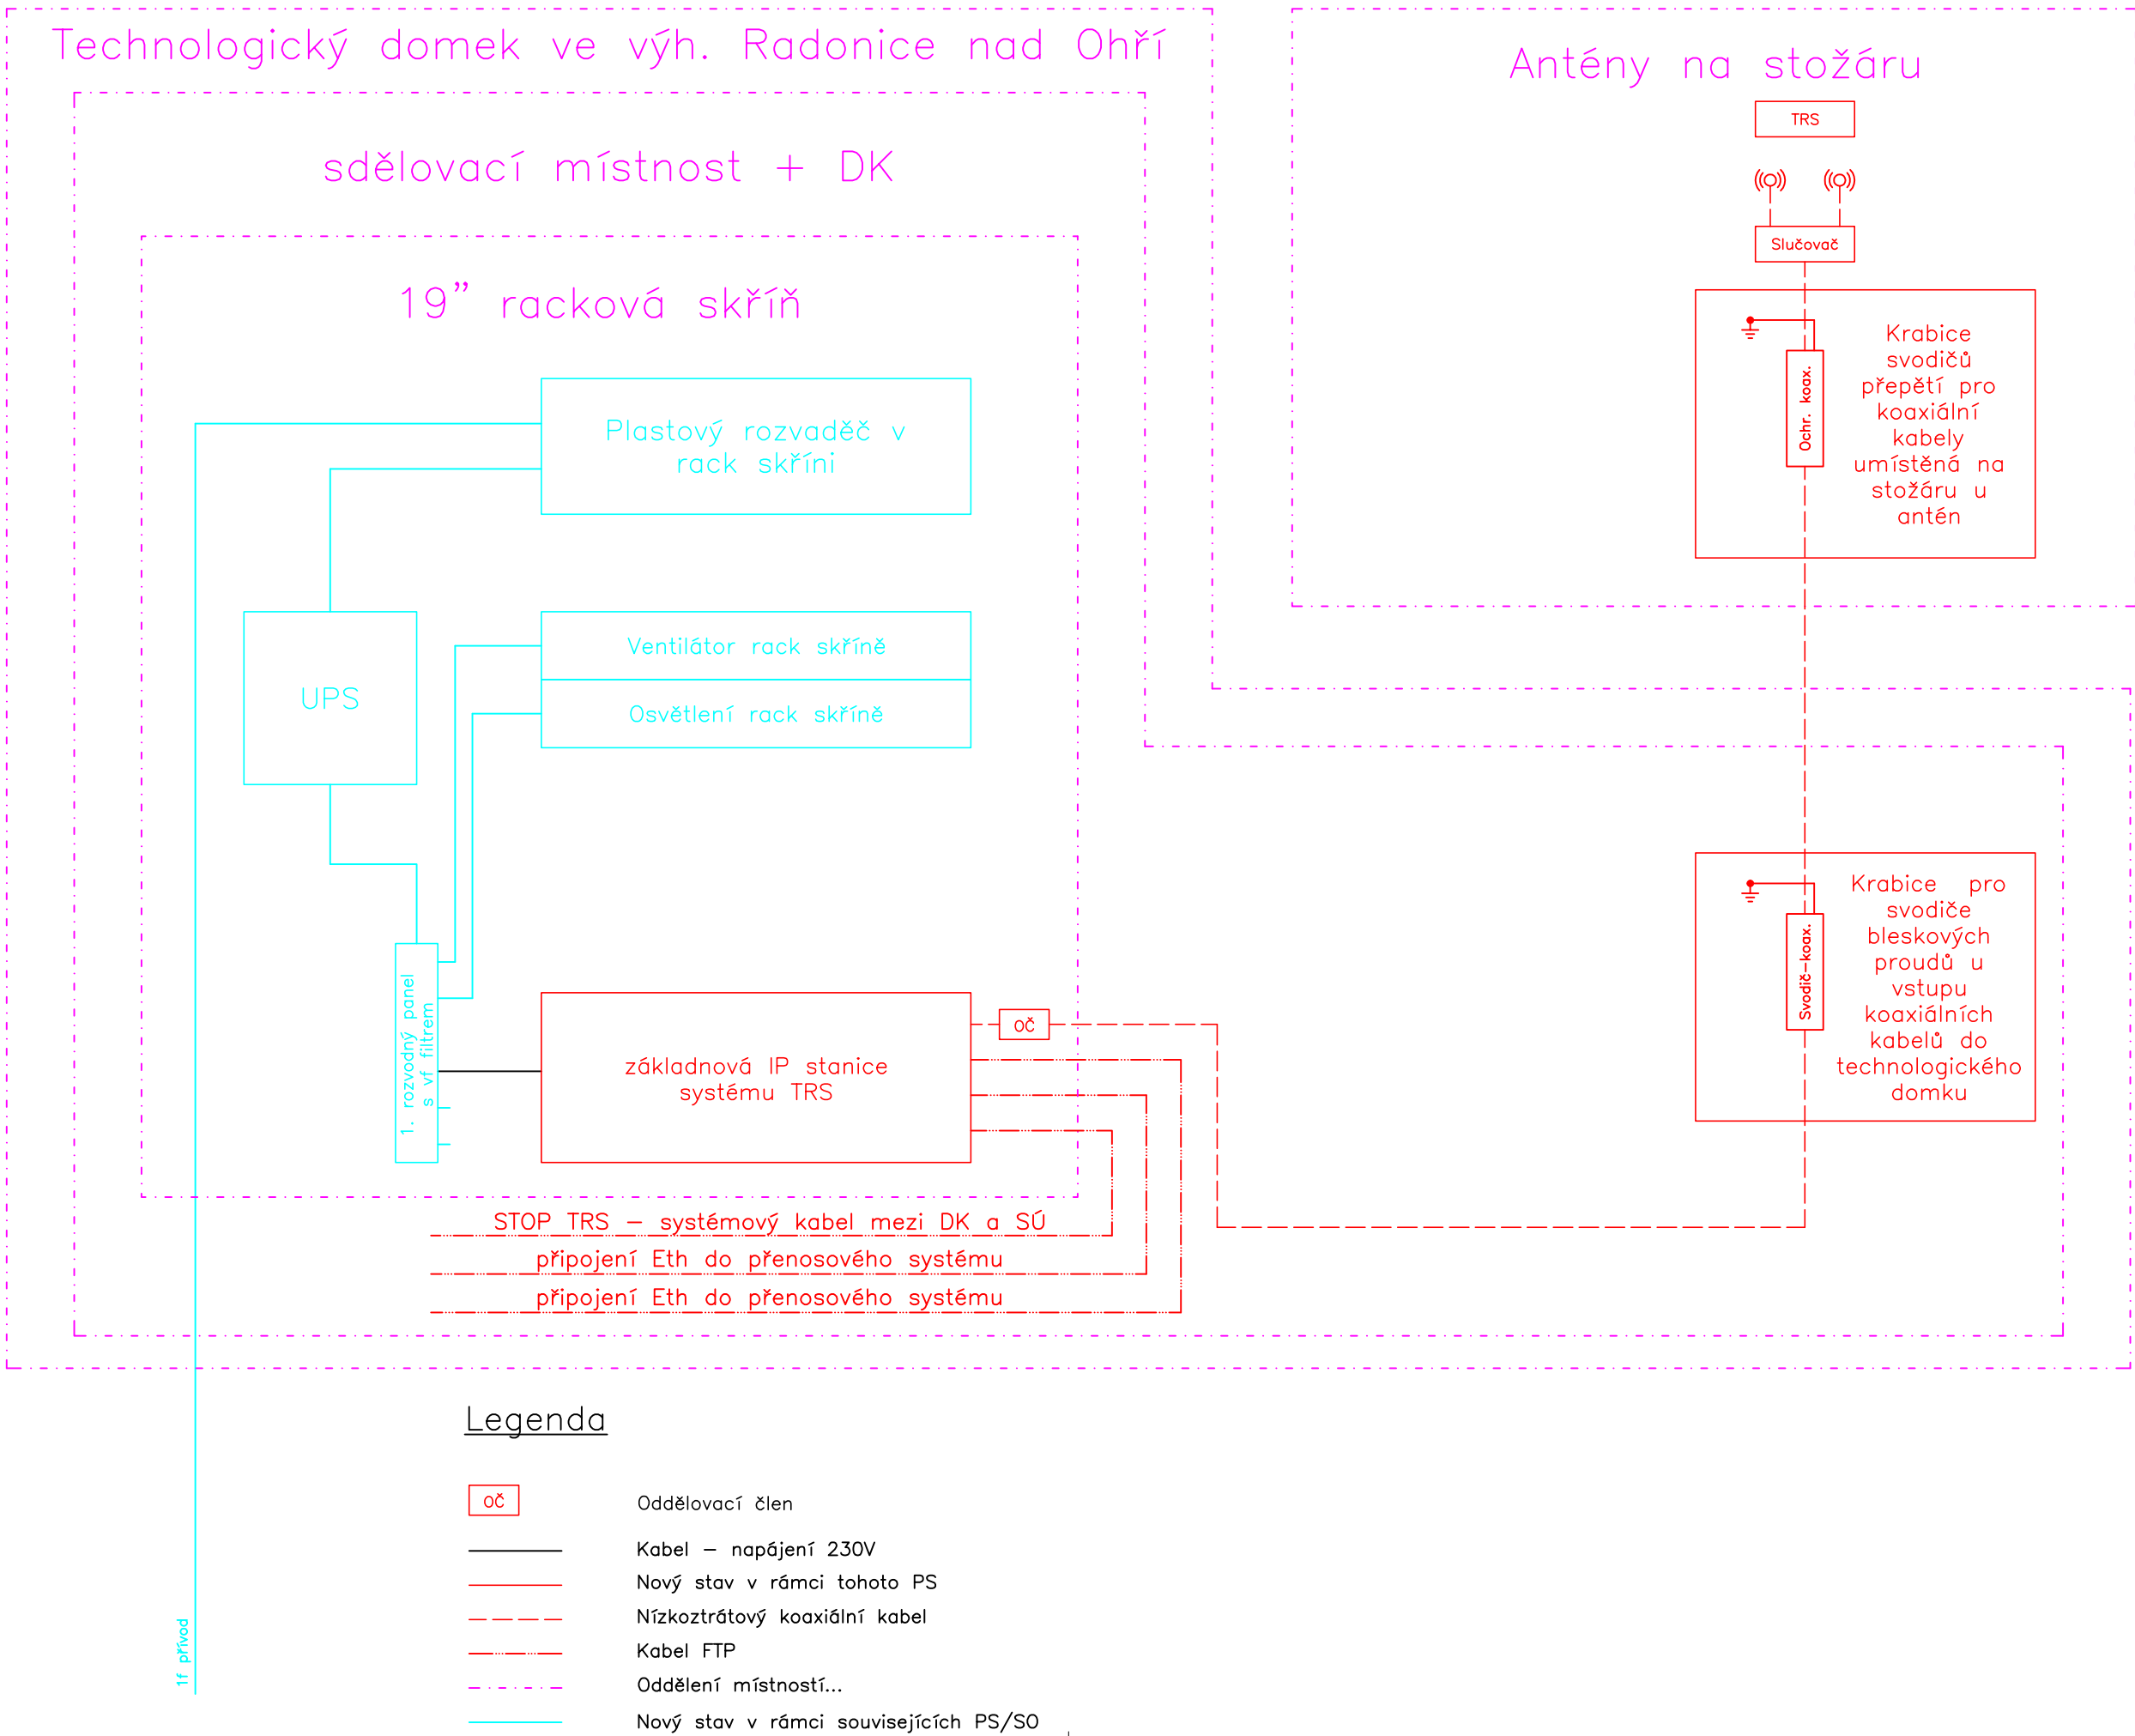 Technologický domek ve výh. Radonice nad Ohří
sdělovací místnost + DK
19" racková skříň
Plastový rozvaděč v
rack skříni
UPS
Ventilátor rack skříně
Osvětlení rack skříně
1. rozvodný panel
s vf filtrem
základnová IP stanice
systému TRS
OČ
STOP TRS – systémový kabel mezi DK a SÚ
připojení Eth do přenosového systému
připojení Eth do přenosového systému
1f přívod
Antény na stožáru
TRS
Slučovač
Ochr. koax.
Krabice
svodičů
přepětí pro
koaxiální
kabely
umístěná na
stožáru u
antén
Svodič–koax.
Krabice pro
svodiče
bleskových
proudů u
vstupu
koaxiálních
kabelů do
technologického
domku
Legenda
OČ Oddělovací člen
Kabel – napájení 230V
Nový stav v rámci tohoto PS
Nízkoztrátový koaxiální kabel
Kabel FTP
Oddělení místností...
Nový stav v rámci souvisejících PS/SO